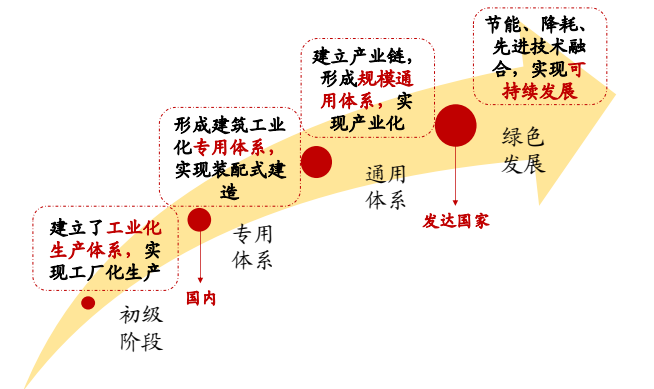 节能、降耗、
先进技术融
合，实现可
持续发展
建立产业链，
形成规模通
用体系，实
现产业化
形成建筑工业
化专用体系，
实现装配式建
造
建立了工业化
生产体系，实
现工厂化生产
绿色
发展
通用
体系
发达国家
专用
体系
国内
初级
阶段